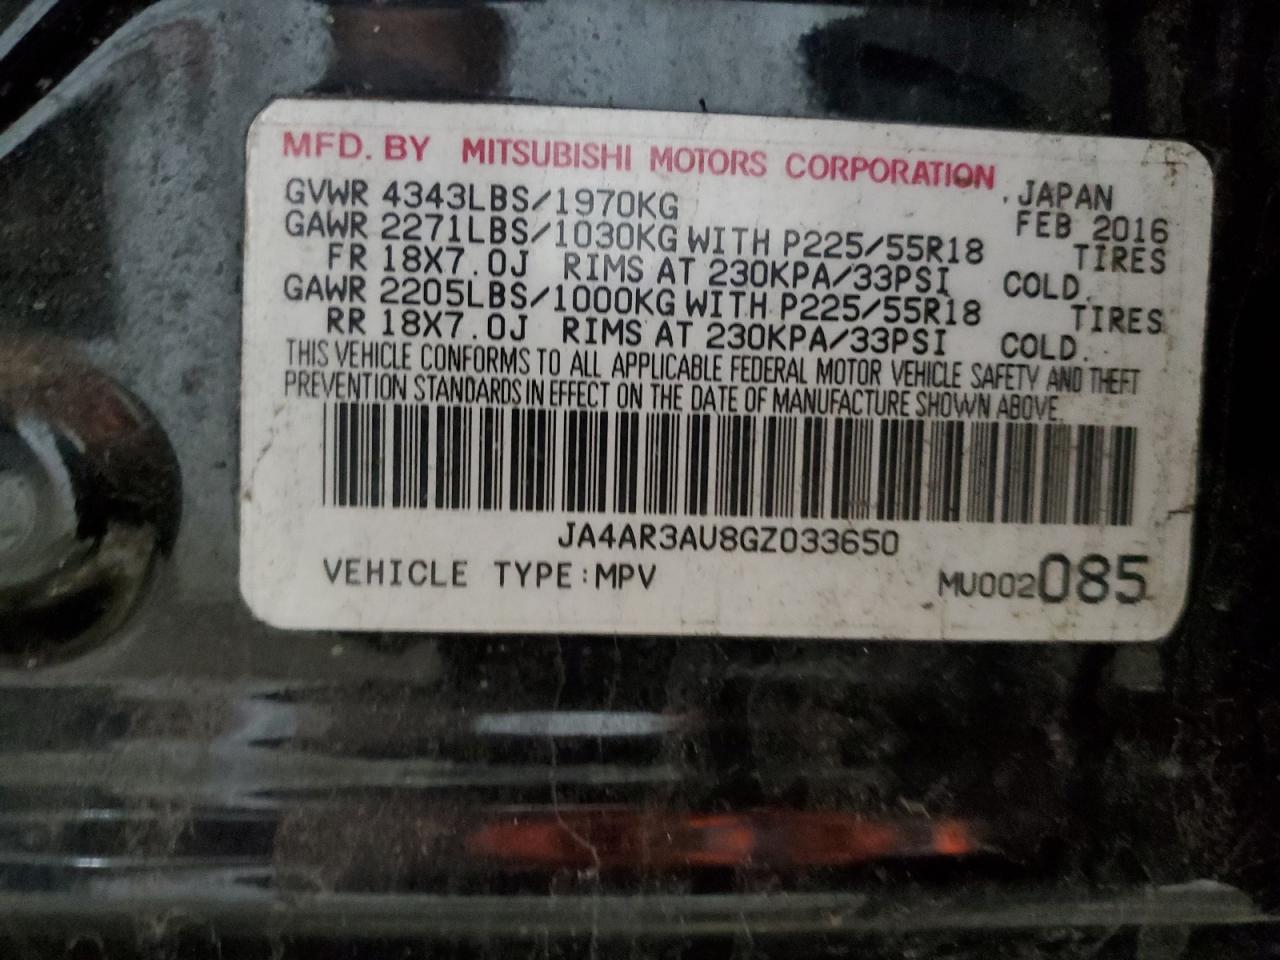 MFD. BY MITSUBISHI MOTORS CORPORATION JAPAN
GVWR 4343LBS/1970KG FEB 2016
GAWR 2271LBS/1030KG WITH P225/55R18 TIRES
FR 18X7.0J RIMS AT 230KPA/33PSI COLD.
GAWR 2205LBS/1000KG WITH P225/55R18 TIRES
RR 18X7.0J RIMS AT 230KPA/33PSI COLD.
THIS VEHICLE CONFORMS TO ALL APPLICABLE FEDERAL MOTOR VEHICLE SAFETY AND THEFT
PREVENTION STANDARDS IN EFFECT ON THE DATE OF MANUFACTURE SHOWN ABOVE.
JA4AR3AU8GZ033650
VEHICLE TYPE:MPV MU002085